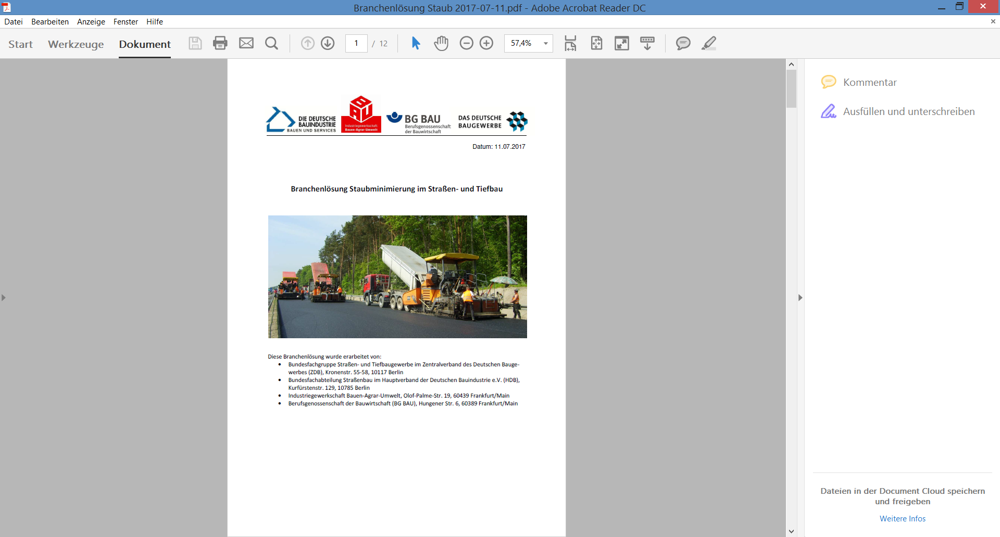 Branchenlösung Staub 2017-07-11.pdf - Adobe Acrobat Reader DC
Datei Bearbeiten Anzeige Fenster Hilfe
Start Werkzeuge Dokument 1 / 12 57,4%
Kommentar
Ausfüllen und unterschreiben
DIE DEUTSCHE
BAUINDUSTRIE
BAUEN UND SERVICES
BAU
Industriegewerkschaft
Bauen-Agrar-Umwelt
BG BAU
Berufsgenossenschaft
der Bauwirtschaft
DAS DEUTSCHE
BAUGEWERBE
Datum: 11.07.2017
Branchenlösung Staubminimierung im Straßen- und Tiefbau
Diese Branchenlösung wurde erarbeitet von:
• Bundesfachgruppe Straßen- und Tiefbaugewerbe im Zentralverband des Deutschen Bauge-
werbes (ZDB), Kronenstr. 55-58, 10117 Berlin
• Bundesfachabteilung Straßenbau im Hauptverband der Deutschen Bauindustrie e.V. (HDB),
Kurfürstenstr. 129, 10785 Berlin
• Industriegewerkschaft Bauen-Agrar-Umwelt, Olof-Palme-Str. 19, 60439 Frankfurt/Main
• Berufsgenossenschaft der Bauwirtschaft (BG BAU), Hungener Str. 6, 60389 Frankfurt/Main
Dateien in der Document Cloud speichern
und freigeben
Weitere Infos